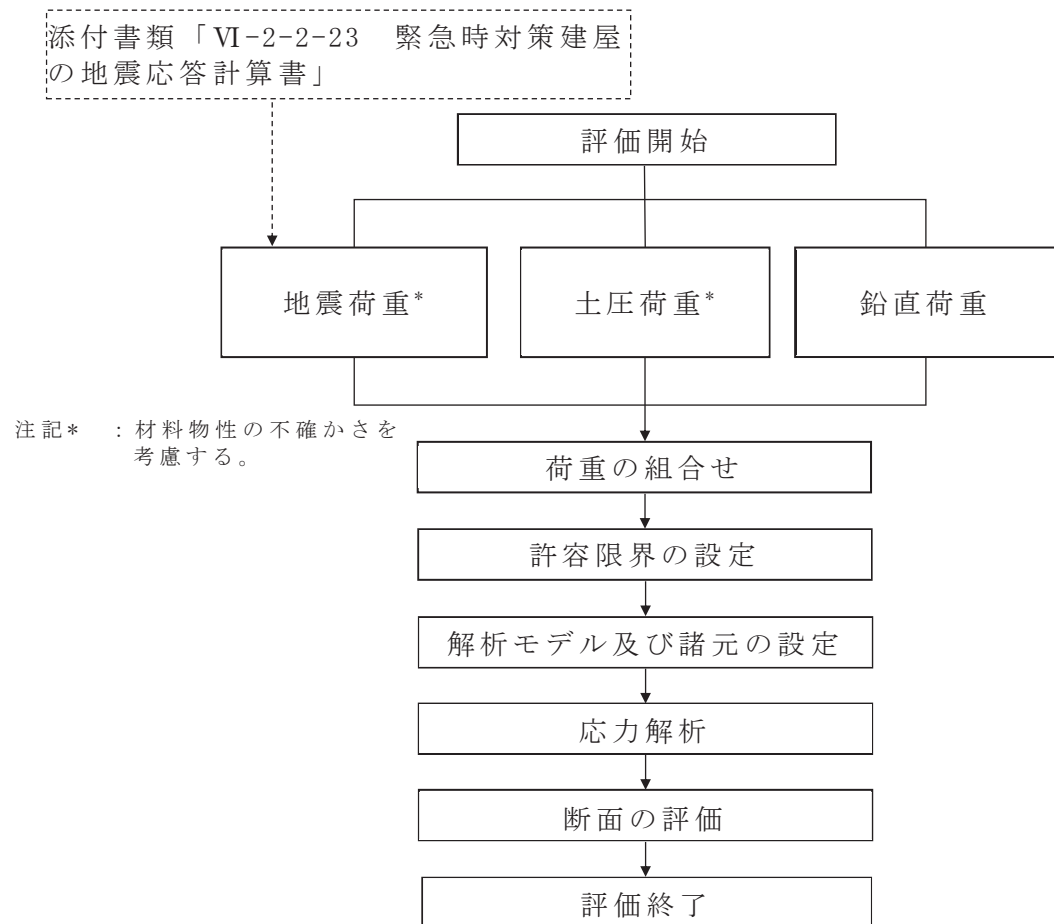 添付書類「Ⅵ-2-2-23　緊急時対策建屋
の地震応答計算書」
評価開始
地震荷重*
土圧荷重*
鉛直荷重
注記*　：材料物性の不確かさを
考慮する。
荷重の組合せ
許容限界の設定
解析モデル及び諸元の設定
応力解析
断面の評価
評価終了